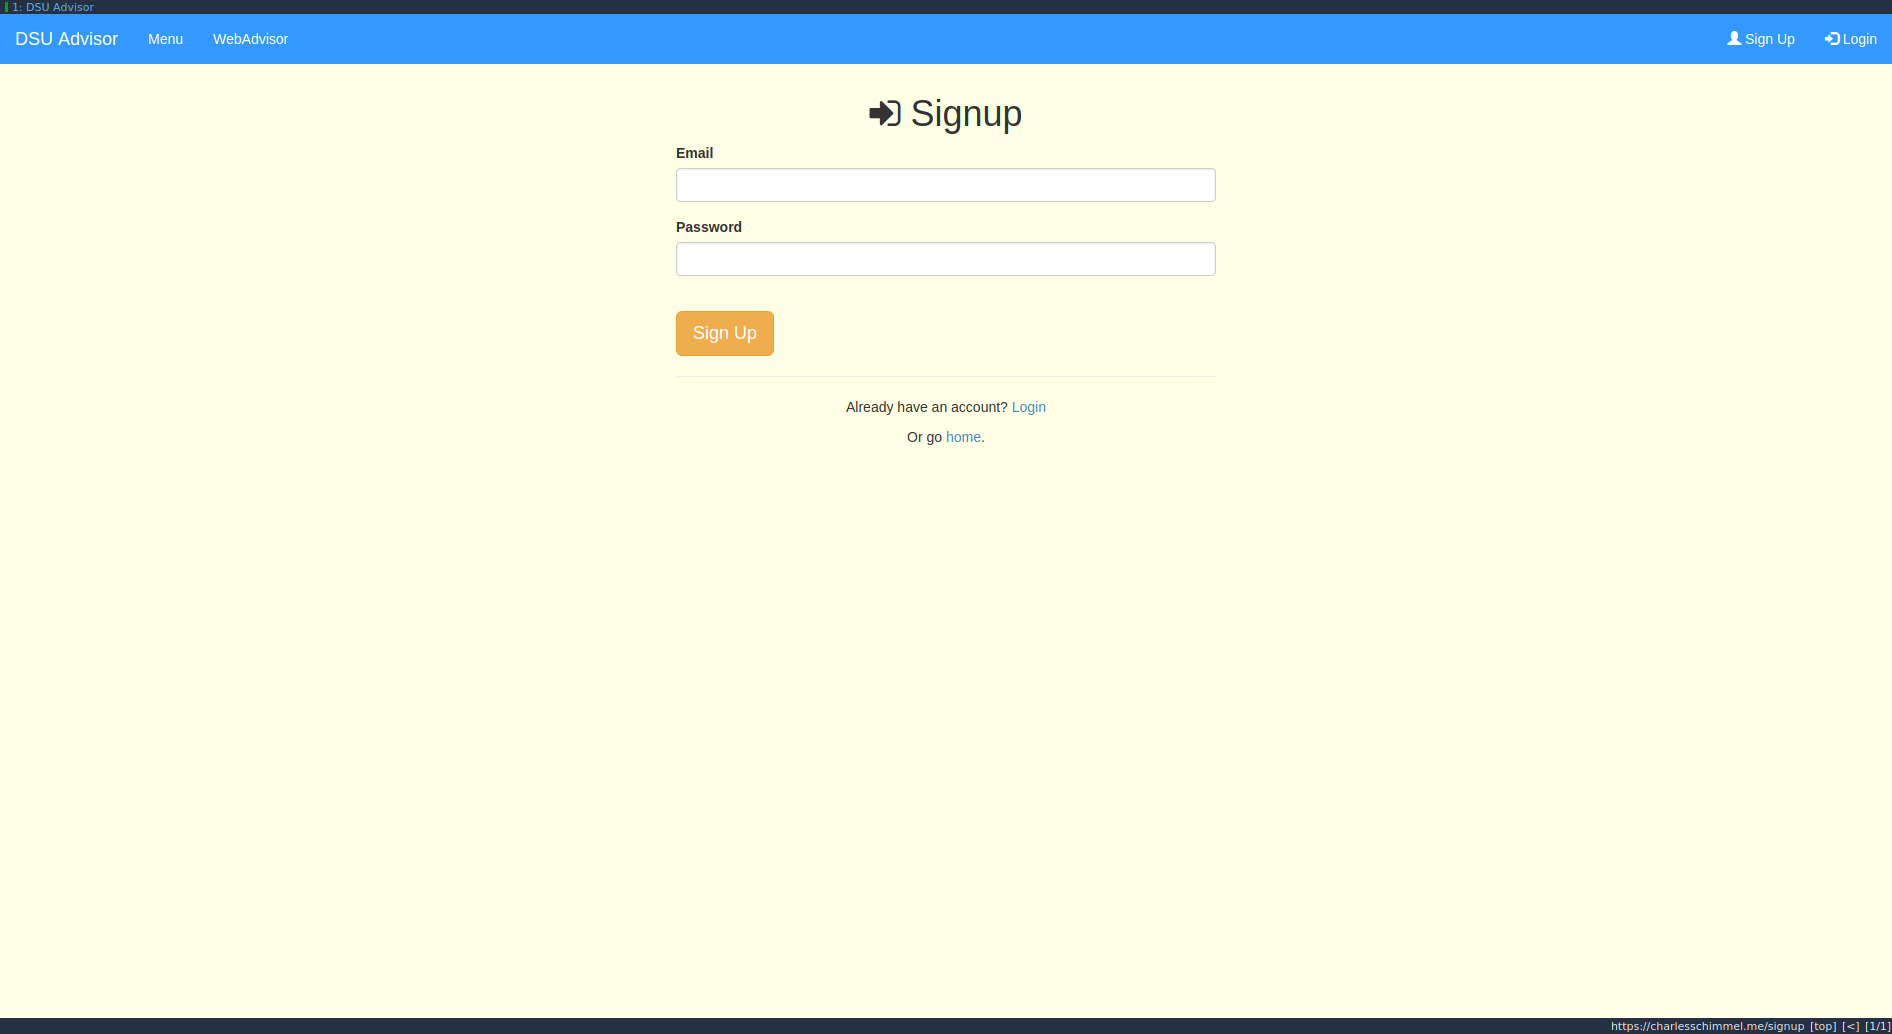 1: DSU Advisor
DSU Advisor Menu WebAdvisor Sign Up Login
Signup
Email
Password
Sign Up
Already have an account? Login
Or go home.
https://charlesschimmel.me/signup [top] [<] [1/1]